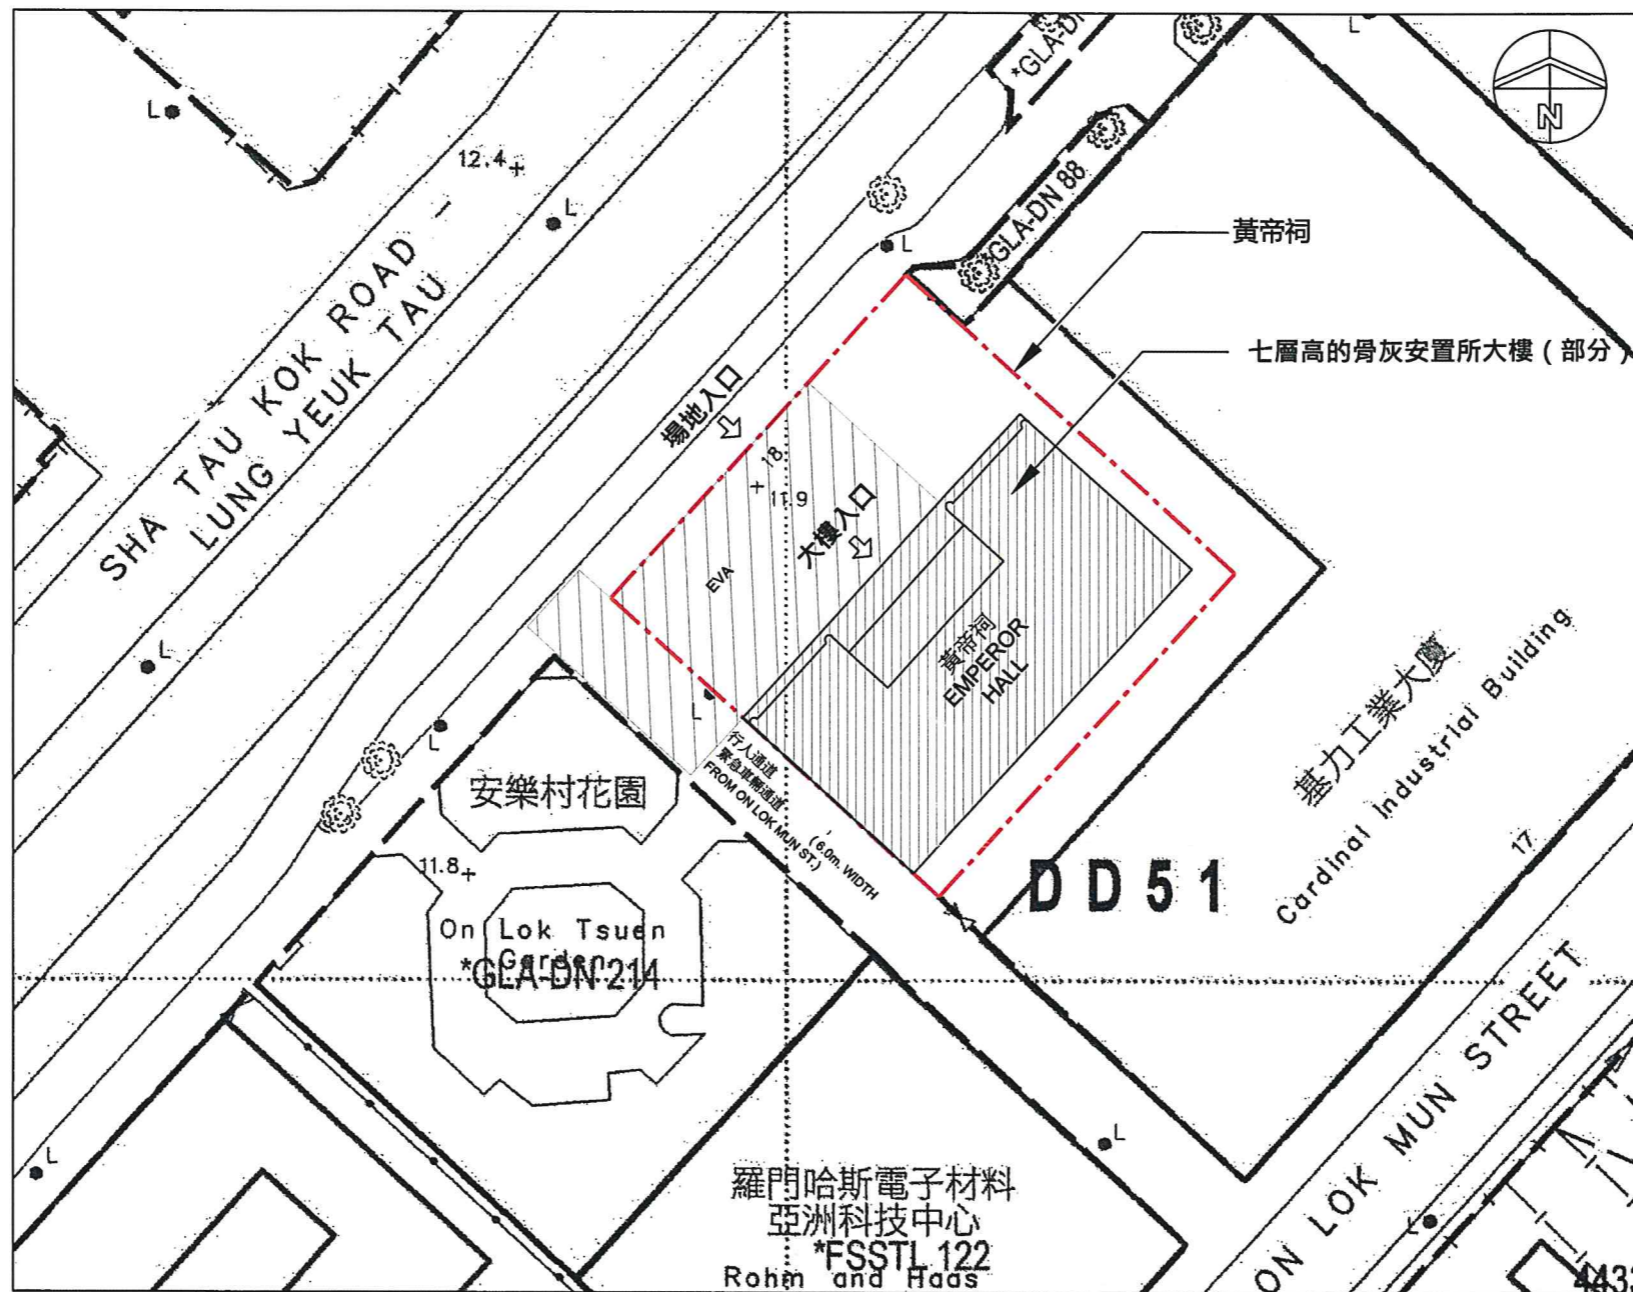 *GLA-DN
L
L
N
12.4
L
*GLA-DN 88
L
黃帝祠
七層高的骨灰安置所大樓（部分）
SHA TAU KOK ROAD -
LUNG YEUK TAU
場地入口
18
11.9
大樓入口
EVA
黃帝祠
EMPEROR
HALL
L
L
L
行人通道
緊急車輛通道
FROM ON LOK MUN ST.)
(6.0m. WIDTH
基力工業大廈
Cardinal Industrial Building
17
安樂村花園
11.8
On Lok Tsuen
Garden
*GLA-DN 214
DD51
ON LOK MUN STREET
L
L
L
羅門哈斯電子材料
亞洲科技中心
*FSSTL 122
Rohm and Haas
443